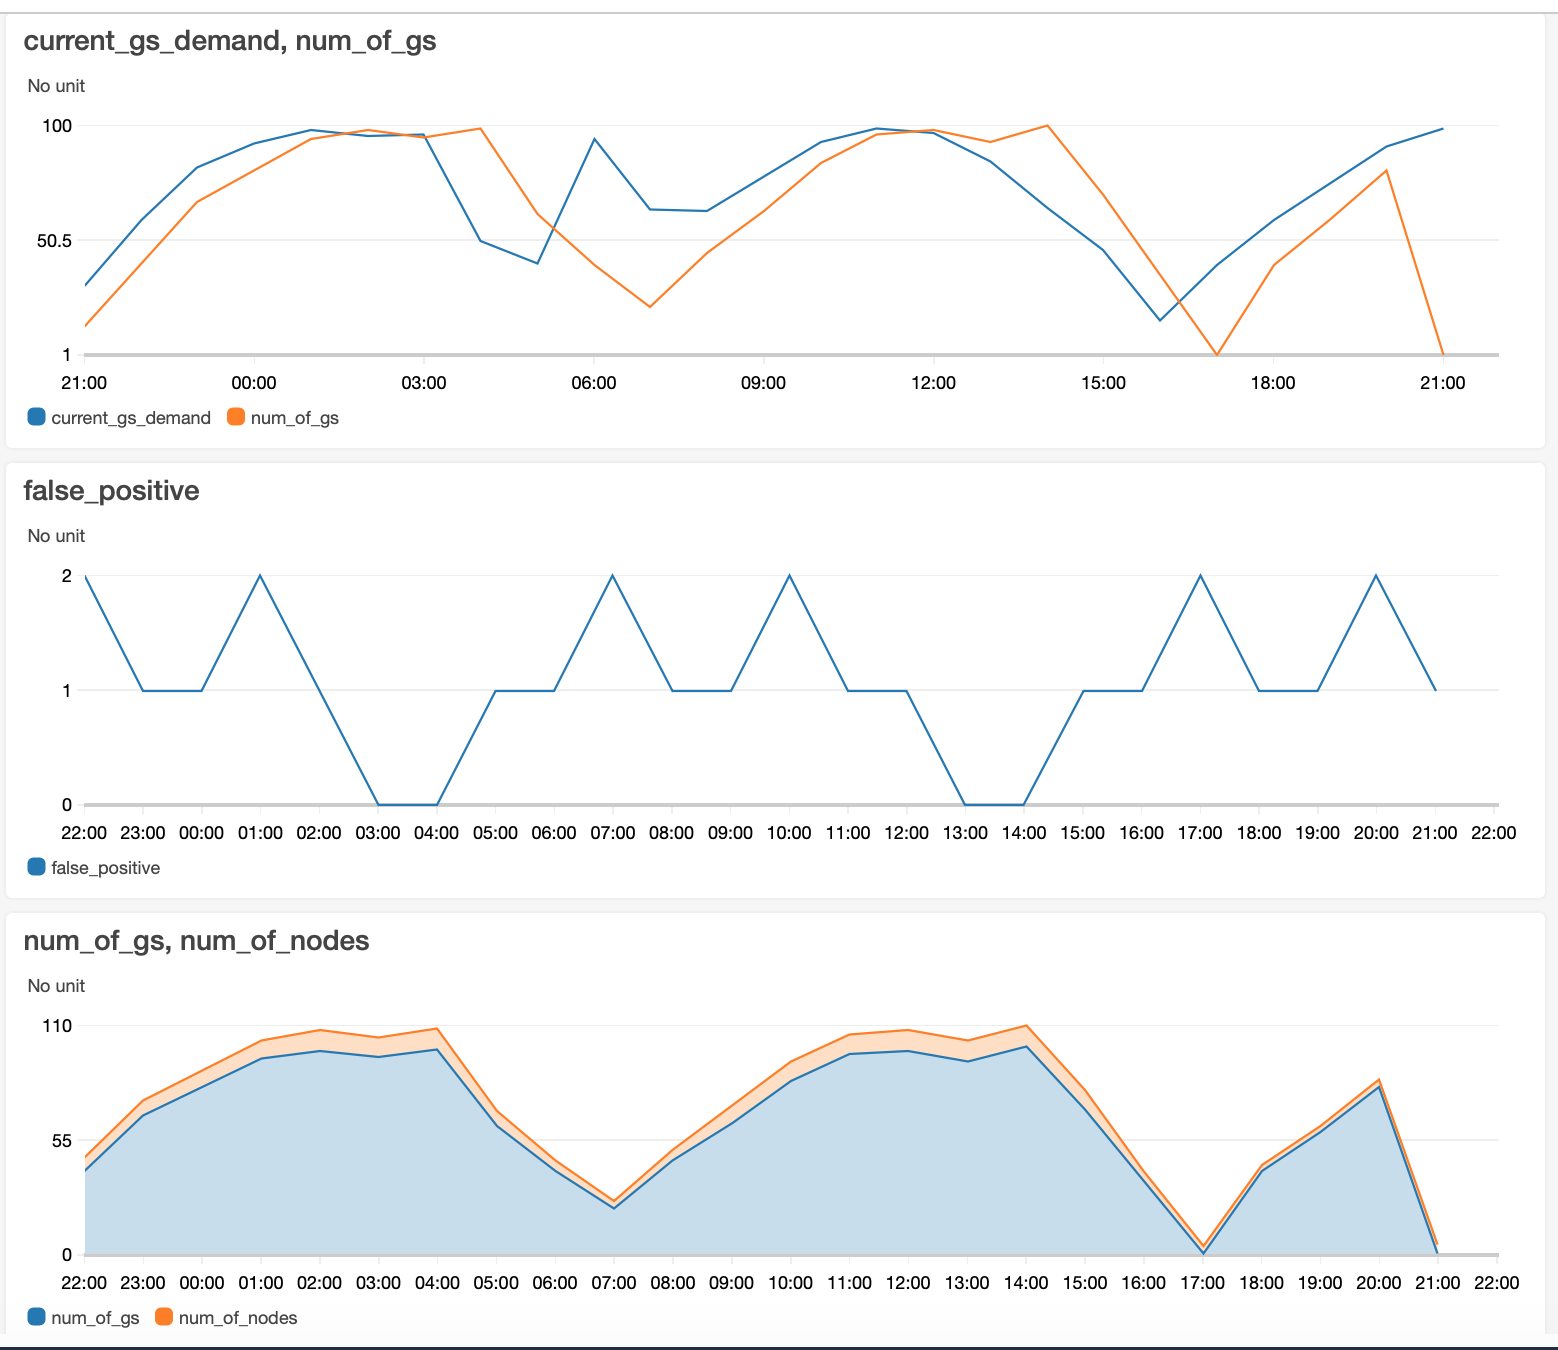 current_gs_demand, num_of_gs
No unit
100
50.5
1
21:00 00:00 03:00 06:00 09:00 12:00 15:00 18:00 21:00
current_gs_demand num_of_gs
false_positive
No unit
2
1
0
22:00 23:00 00:00 01:00 02:00 03:00 04:00 05:00 06:00 07:00 08:00 09:00 10:00 11:00 12:00 13:00 14:00 15:00 16:00 17:00 18:00 19:00 20:00 21:00 22:00
false_positive
num_of_gs, num_of_nodes
No unit
110
55
0
22:00 23:00 00:00 01:00 02:00 03:00 04:00 05:00 06:00 07:00 08:00 09:00 10:00 11:00 12:00 13:00 14:00 15:00 16:00 17:00 18:00 19:00 20:00 21:00 22:00
num_of_gs num_of_nodes